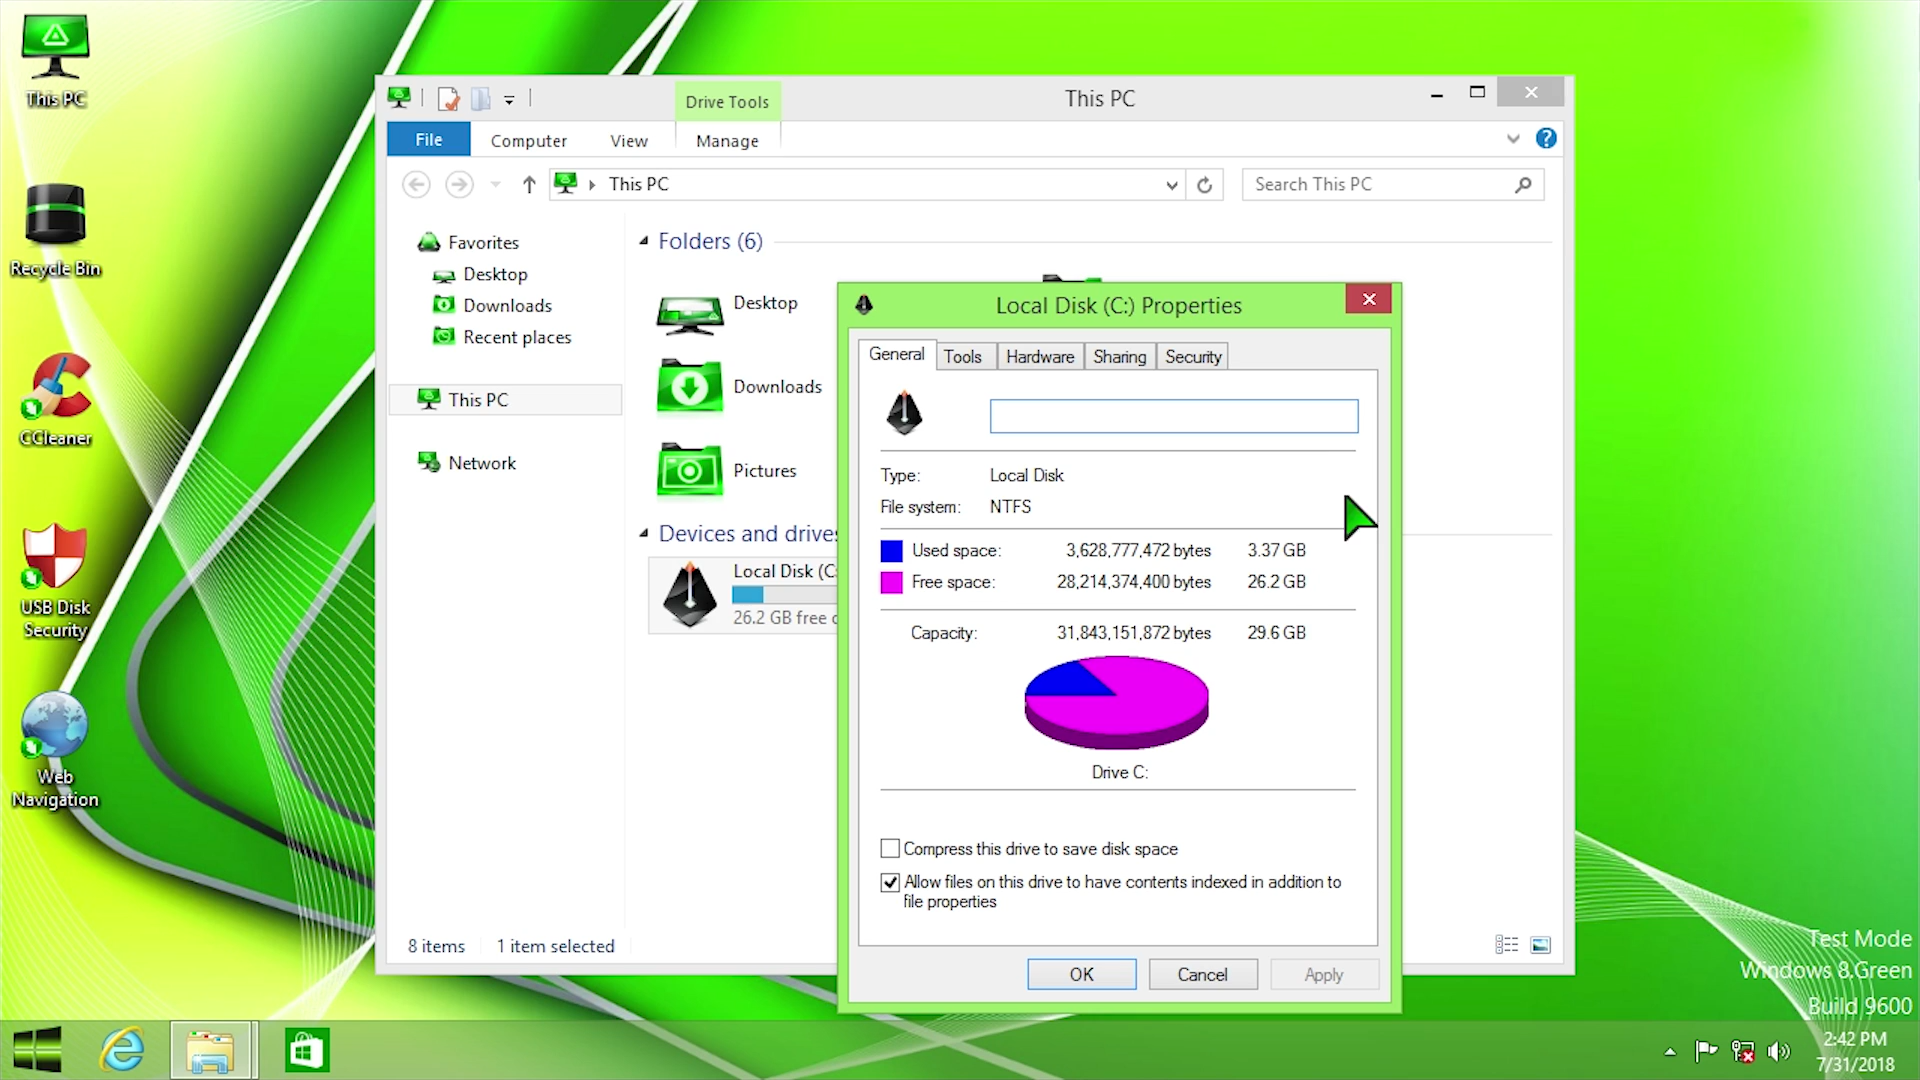 This PC
Recycle Bin
CCleaner
USB Disk
Security
Web
Navigation
Drive Tools
This PC
File
Computer
View
Manage
This PC
Search This PC
Favorites
Desktop
Downloads
Recent places
This PC
Network
Folders (6)
Desktop
Downloads
Pictures
Devices and drives
Local Disk (C:
26.2 GB free
8 items
1 item selected
Local Disk (C:) Properties
General
Tools
Hardware
Sharing
Security
Type: Local Disk
File system: NTFS
Used space: 3,628,777,472 bytes 3.37 GB
Free space: 28,214,374,400 bytes 26.2 GB
Capacity: 31,843,151,872 bytes 29.6 GB
Drive C:
Compress this drive to save disk space
Allow files on this drive to have contents indexed in addition to
file properties
OK
Cancel
Apply
Test Mode
Windows 8.Green
Build 9600
2:42 PM
7/31/2018